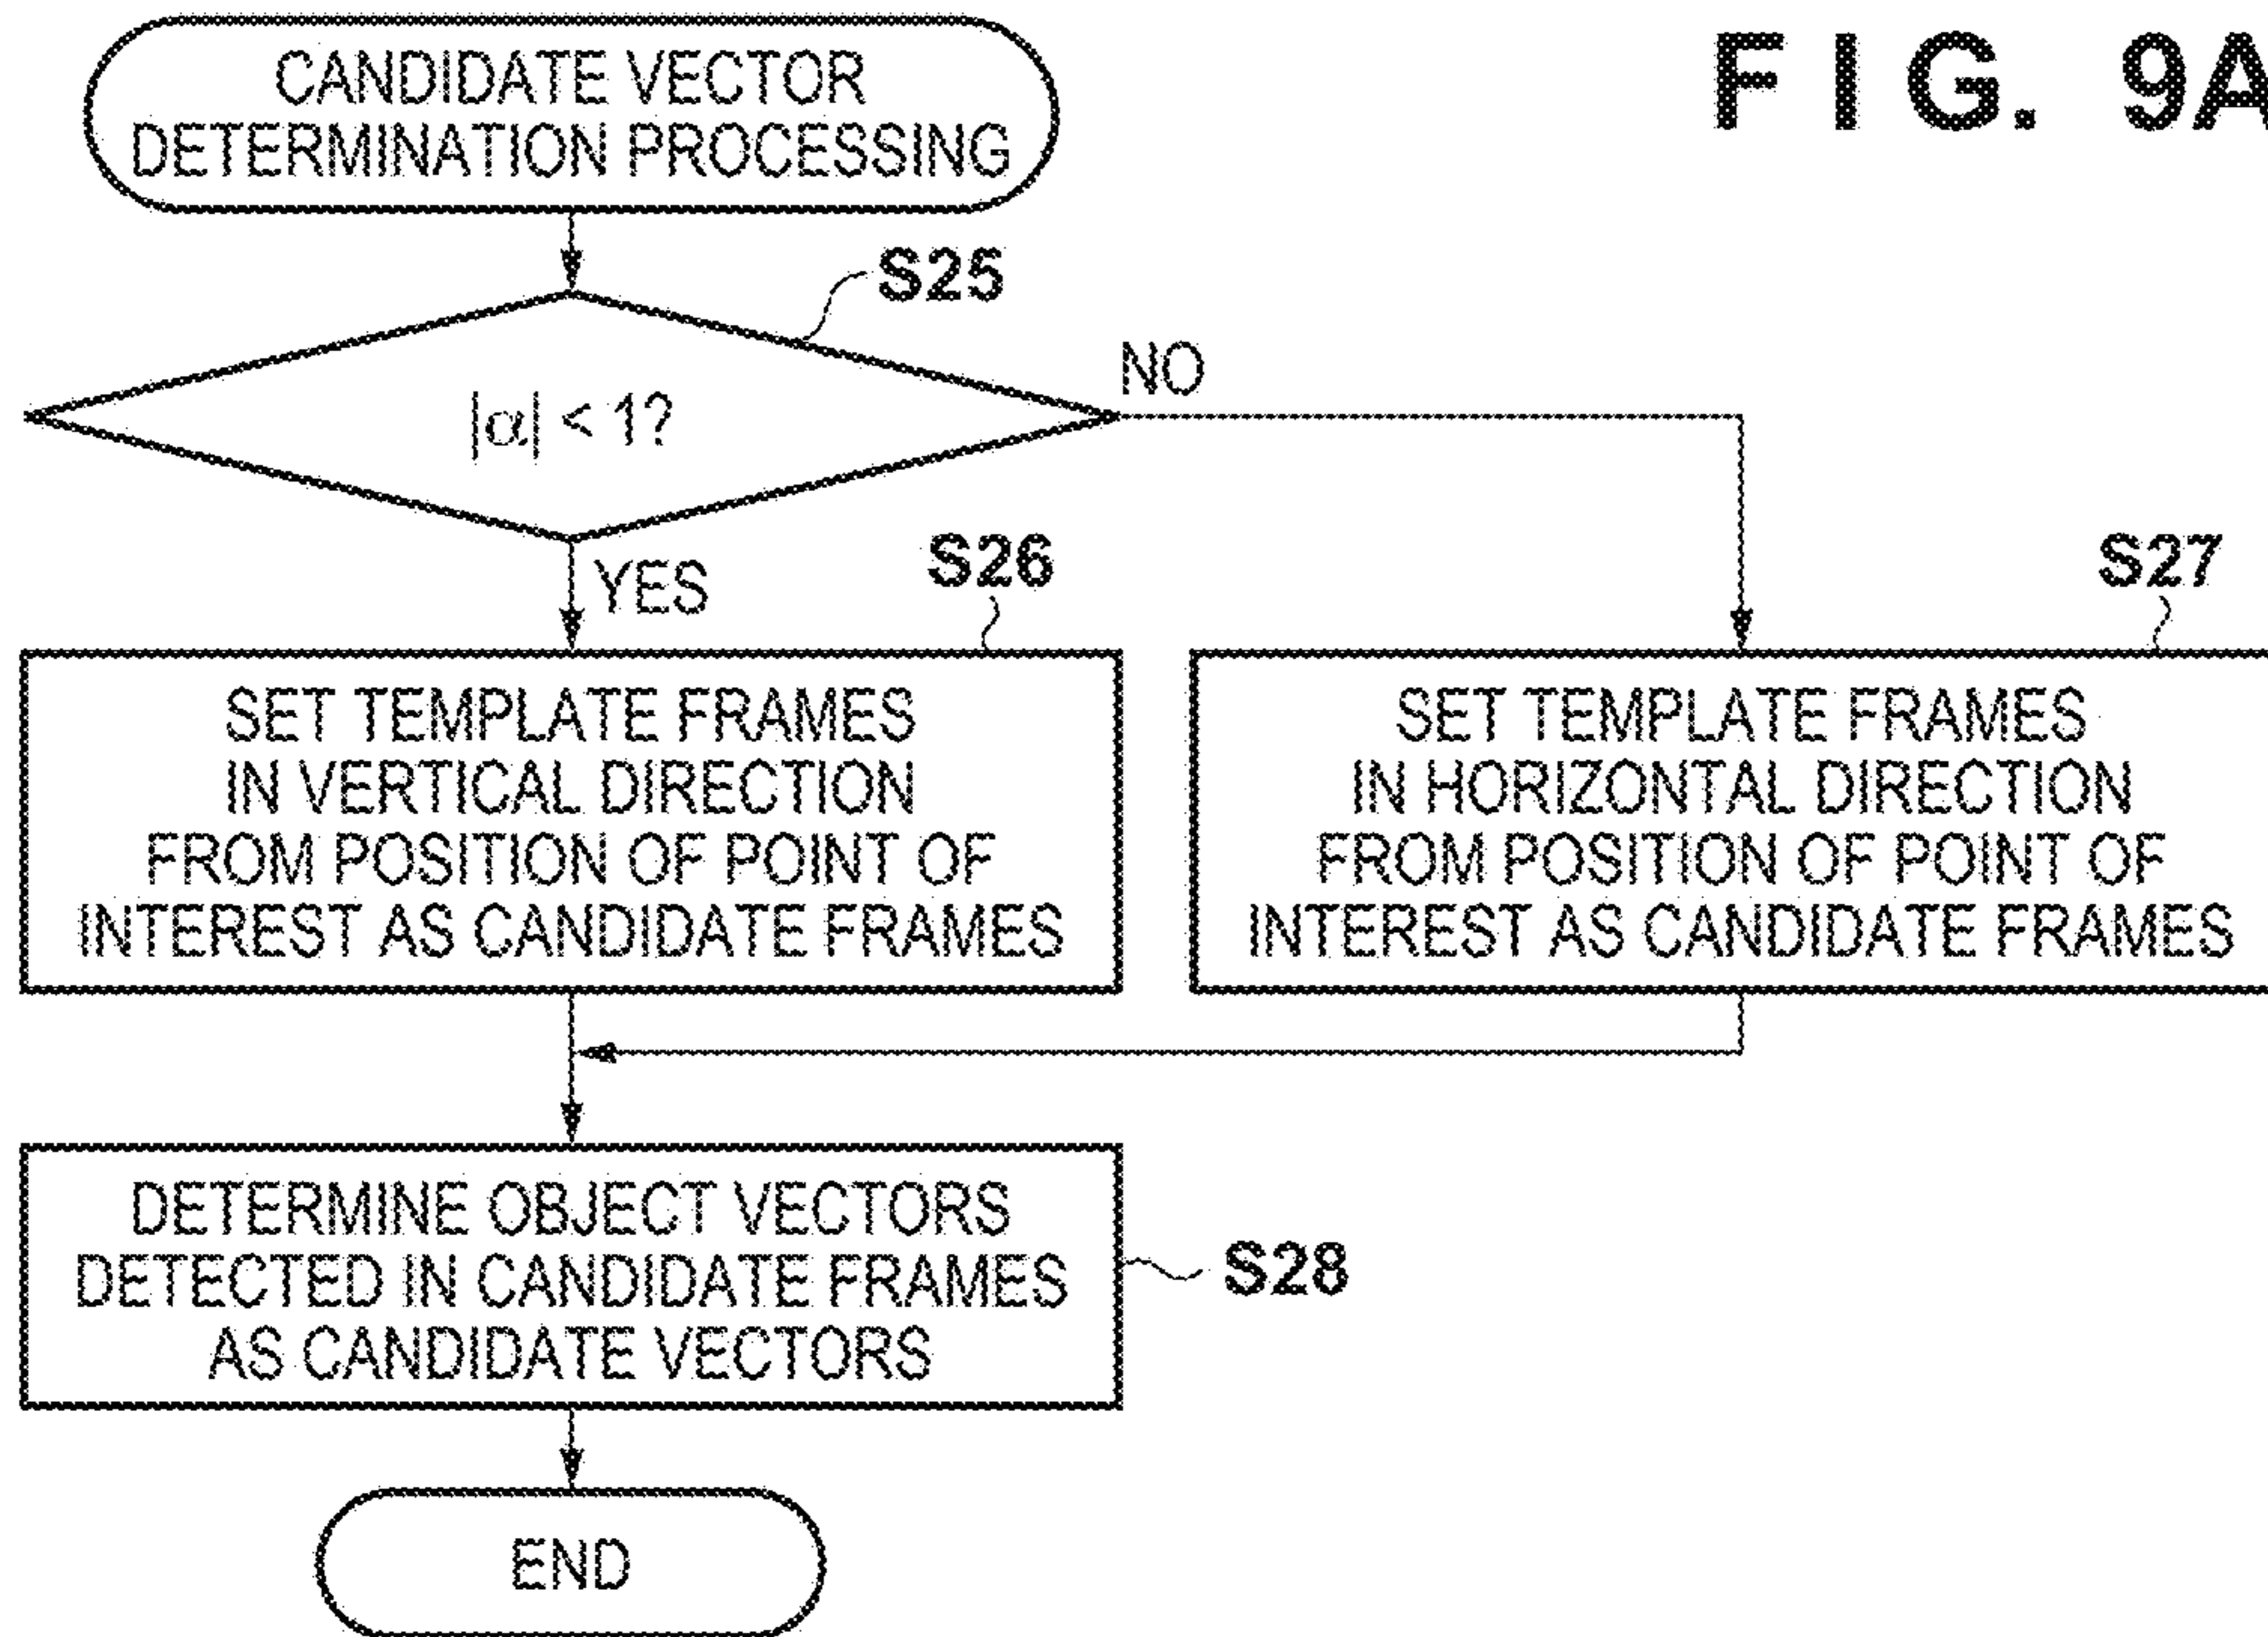 FIG. 9A
CANDIDATE VECTOR
DETERMINATION PROCESSING
S25
|α| < 1?
NO
YES
S26
SET TEMPLATE FRAMES
IN VERTICAL DIRECTION
FROM POSITION OF POINT OF
INTEREST AS CANDIDATE FRAMES
S27
SET TEMPLATE FRAMES
IN HORIZONTAL DIRECTION
FROM POSITION OF POINT OF
INTEREST AS CANDIDATE FRAMES
DETERMINE OBJECT VECTORS
DETECTED IN CANDIDATE FRAMES
AS CANDIDATE VECTORS
S28
END